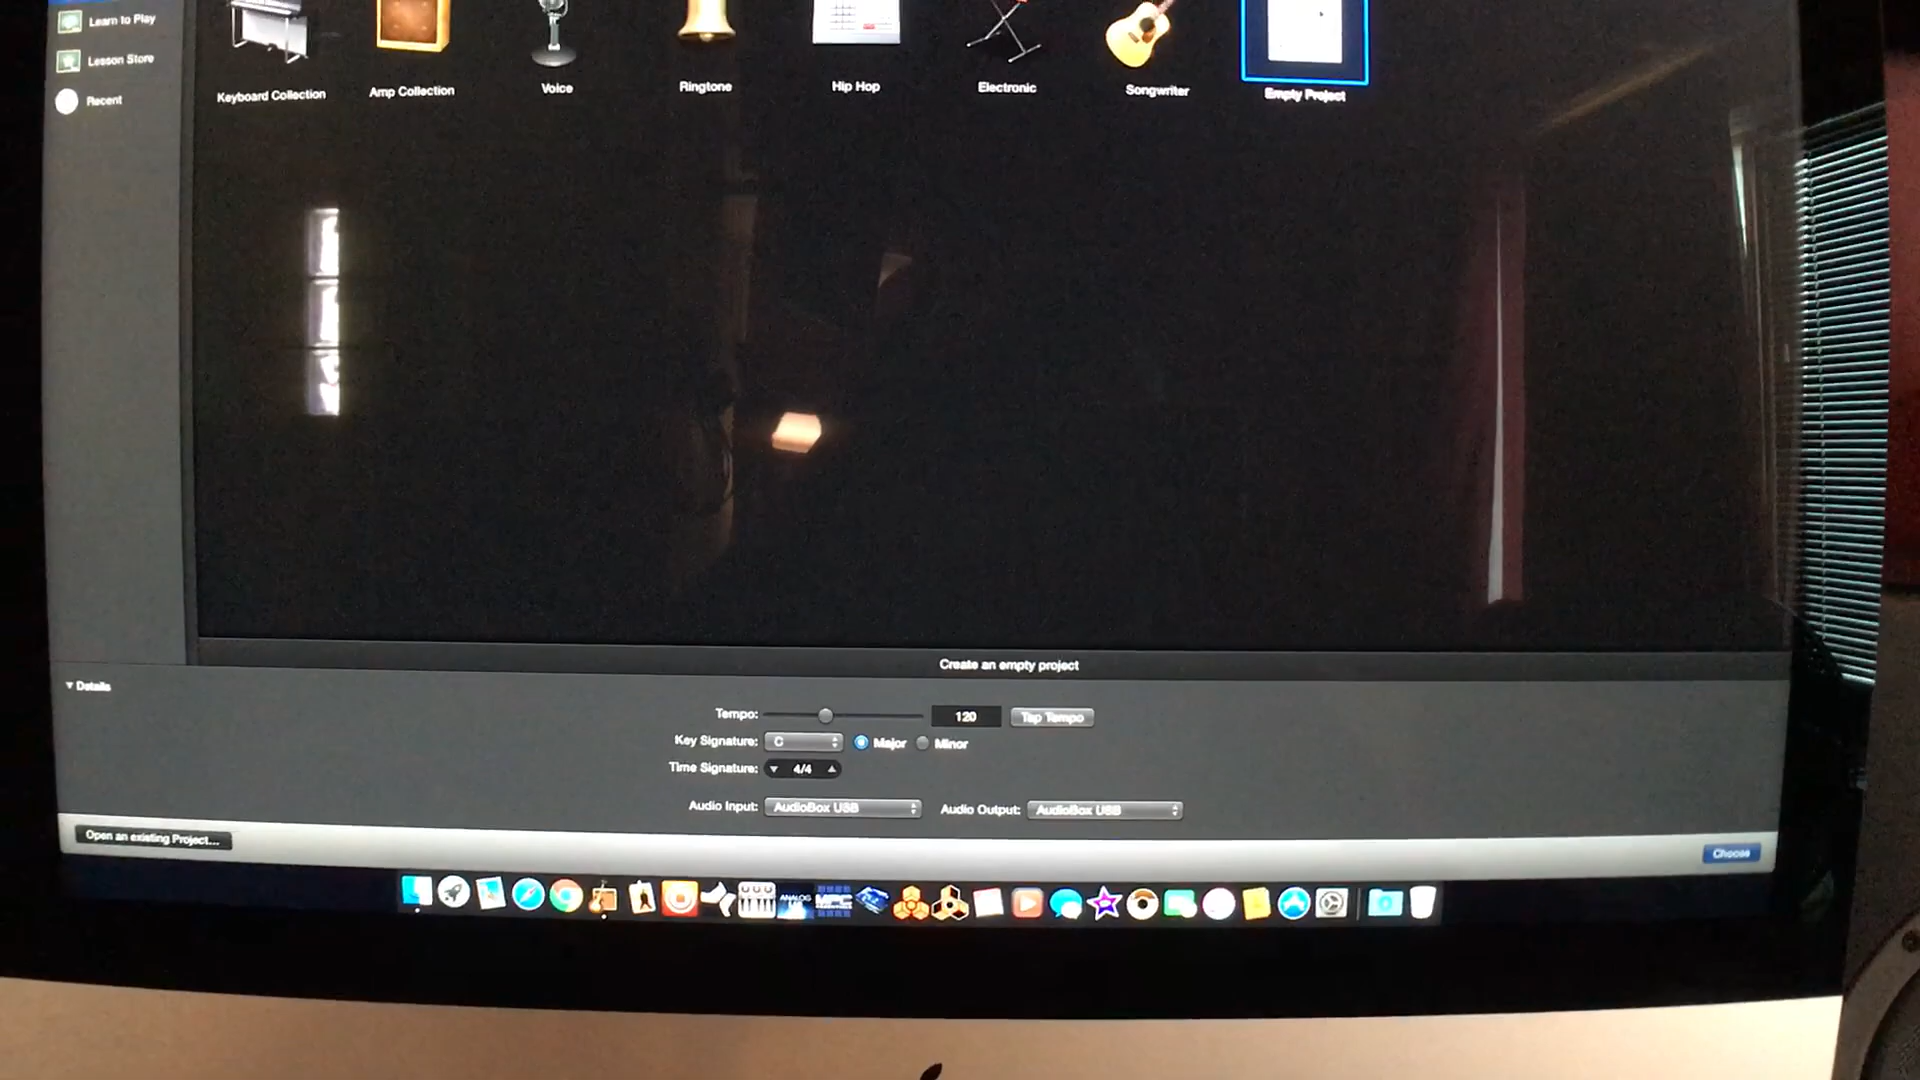 Learn to Play
Lesson Store
Recent
Keyboard Collection
Amp Collection
Voice
Ringtone
Hip Hop
Electronic
Songwriter
Empty Project
Create an empty project
Details
Tempo: 120 Tap Tempo
Key Signature: C Major Minor
Time Signature: 4/4
Audio Input: AudioBox USB Audio Output: AudioBox USB
Open an existing Project...
Choose
ANALOG
MPC